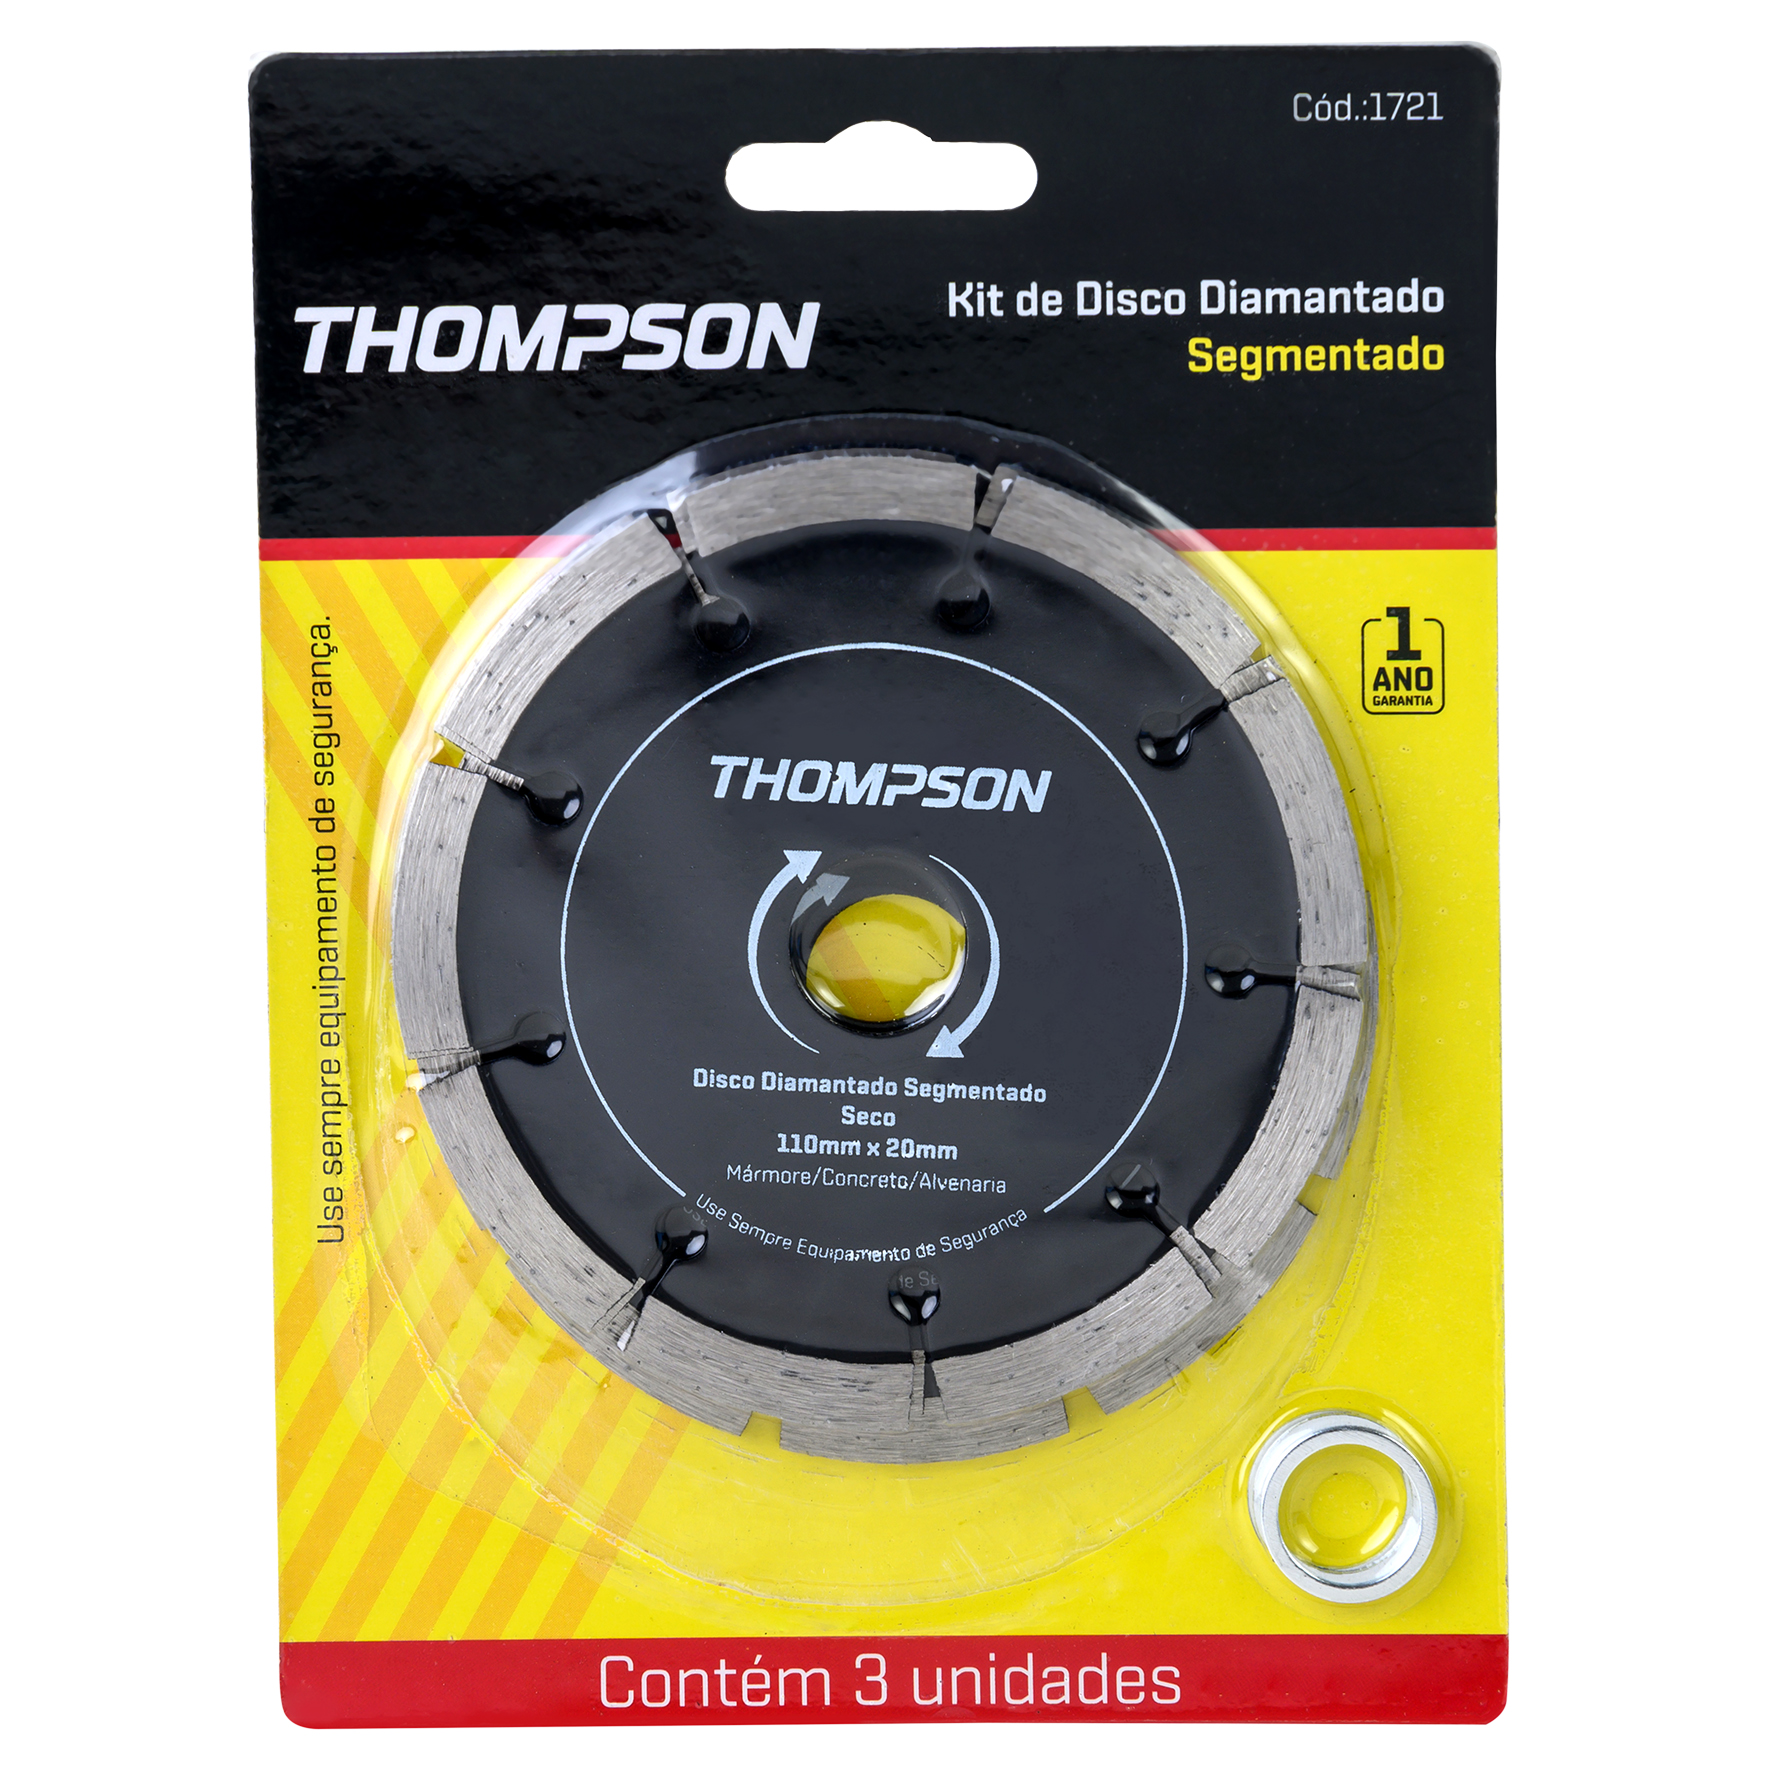 Cód.:1721
THOMPSON
Kit de Disco Diamantado
Segmentado
1
ANO
GARANTIA
Use sempre equipamento de segurança.
THOMPSON
Disco Diamantado Segmentado
Seco
110mm x 20mm
Mármore/Concreto/Alvenaria
Use Sempre Equipamento de Segurança
Contém 3 unidades